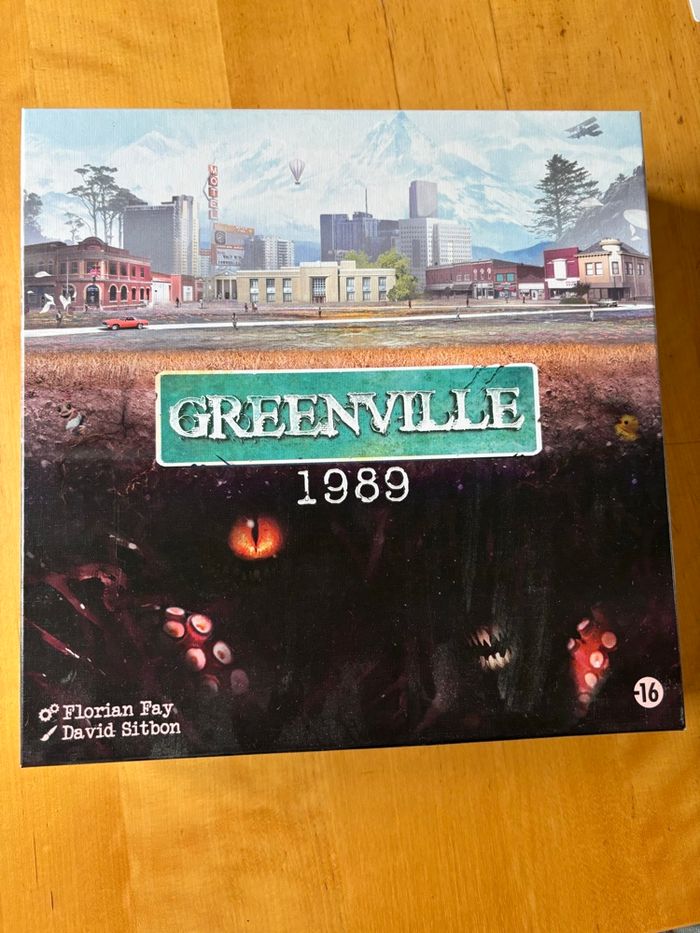 MOTEL
GREENVILLE
1989
Florian Fay
David Sitbon
-16